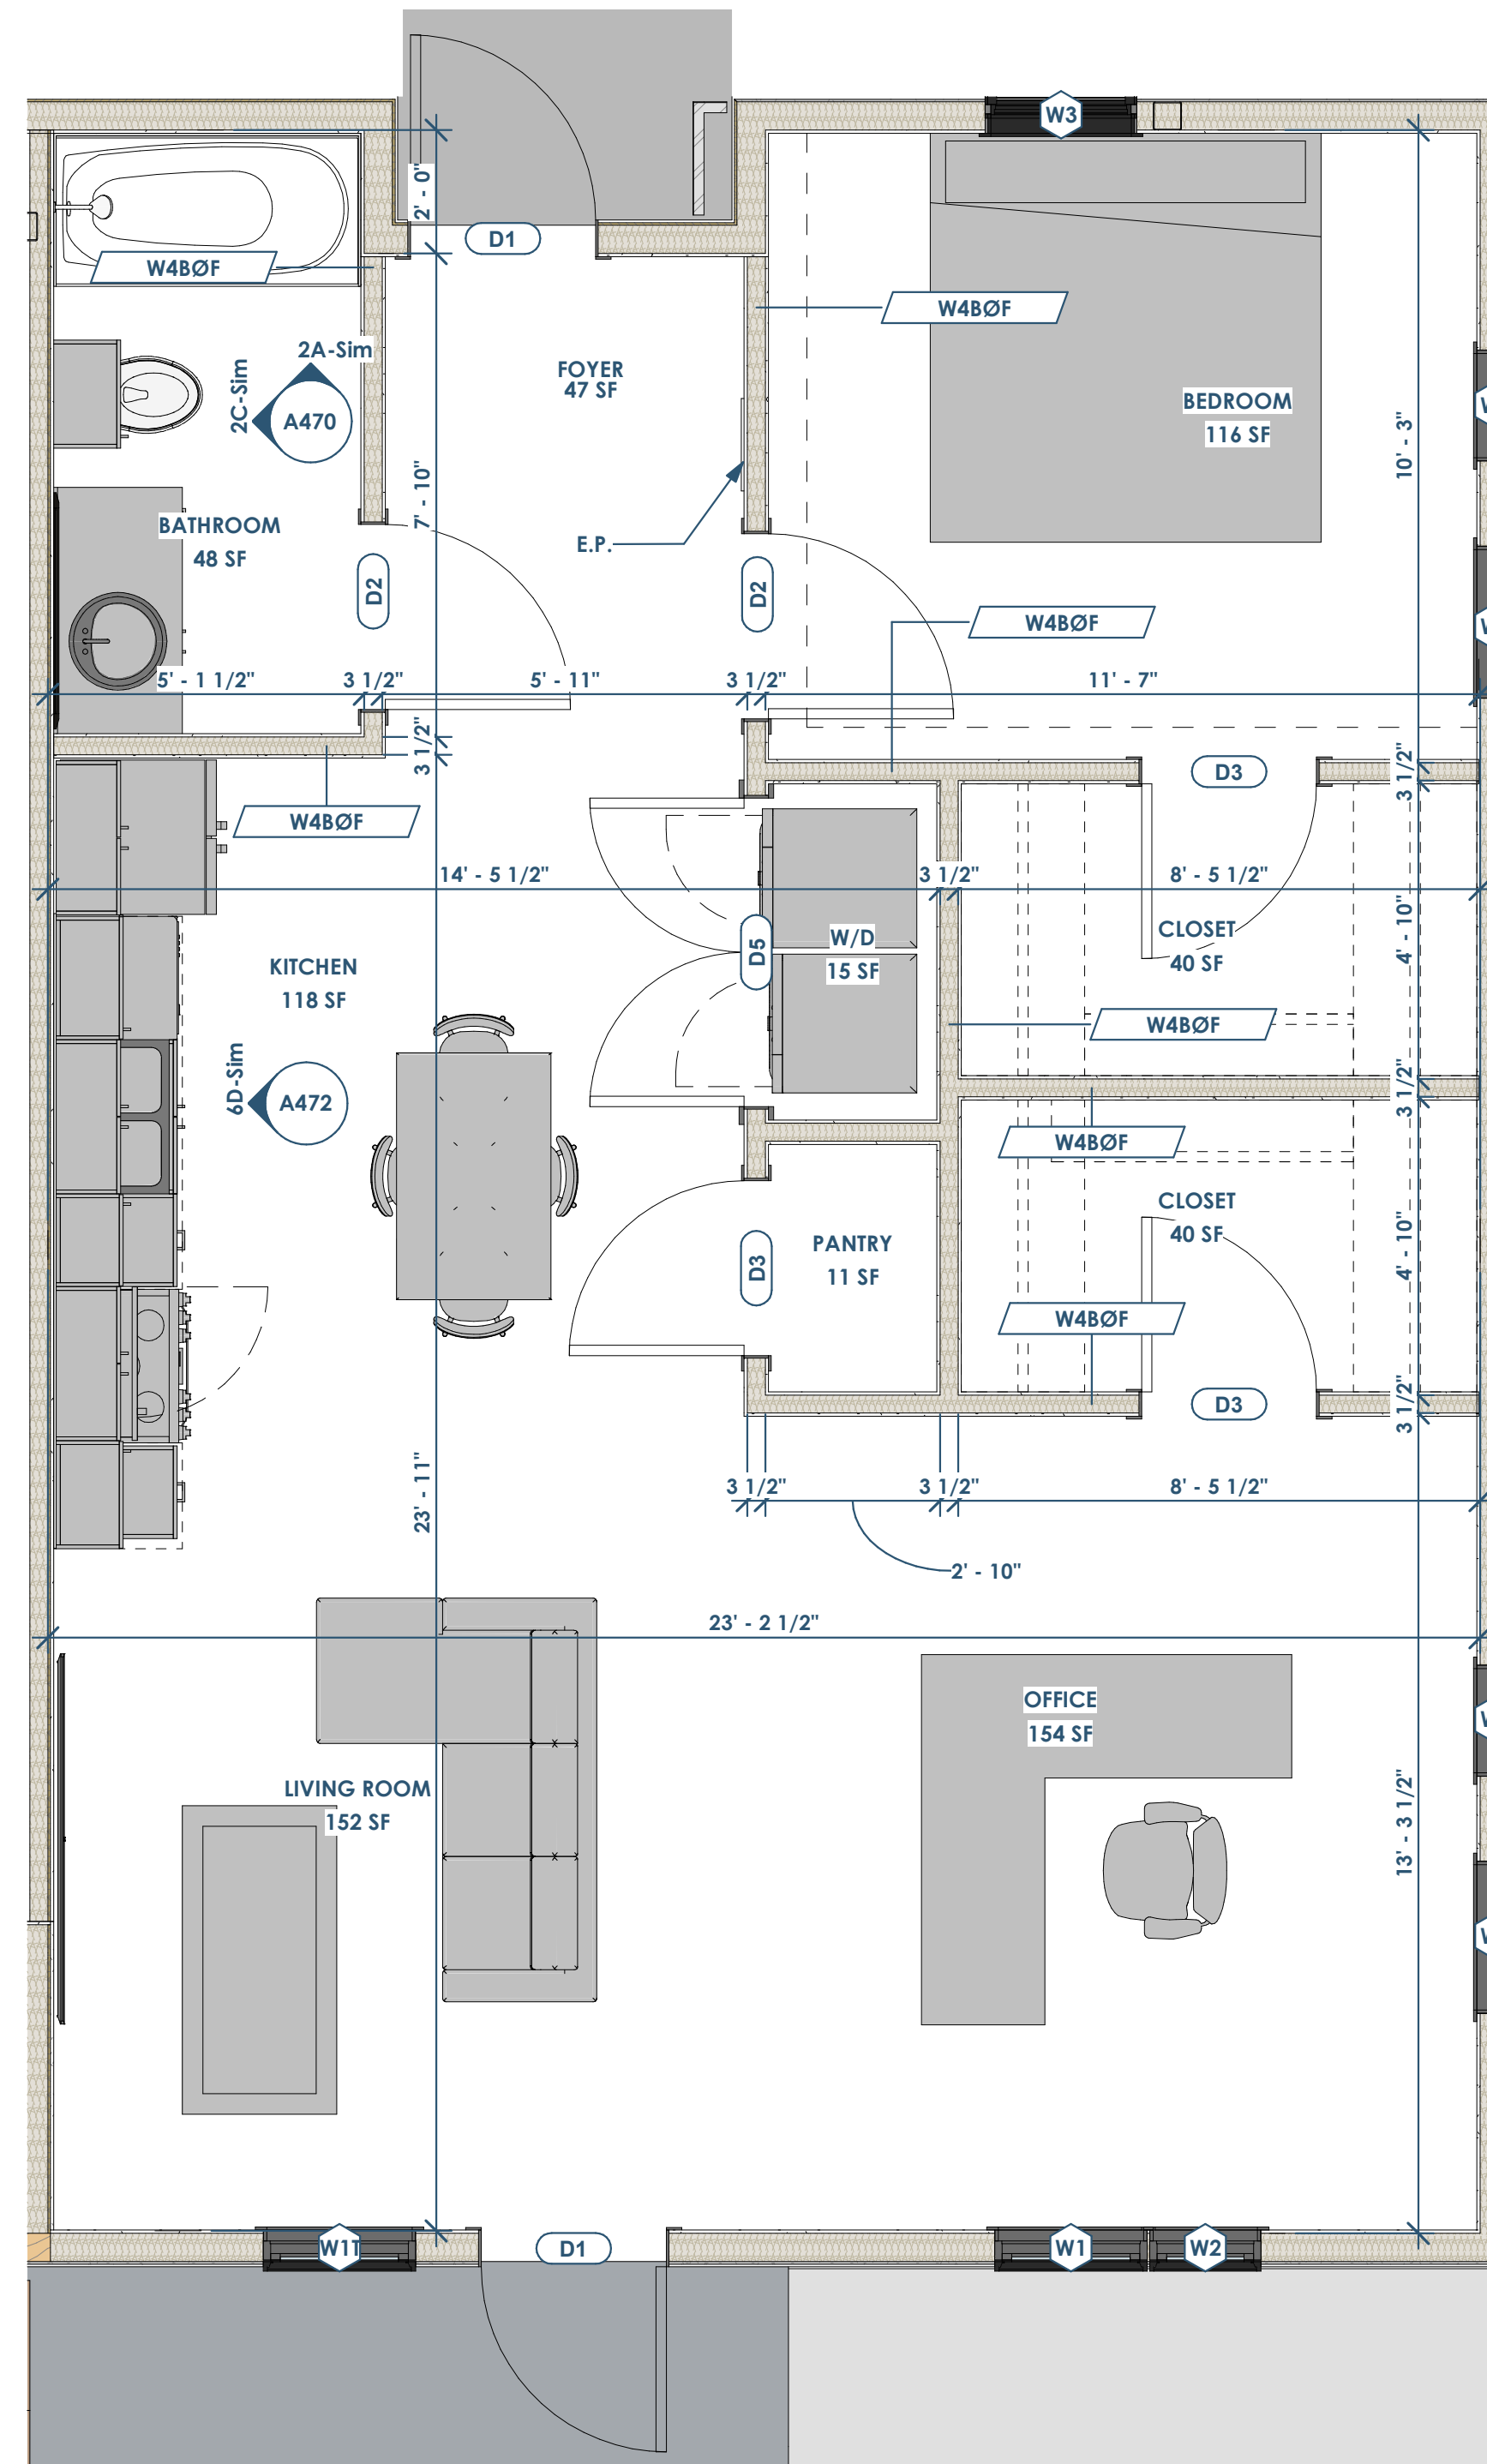 W3
2' - 0"
D1
W4BØF
W4BØF
2A-Sim
2C-Sim
A470
FOYER
47 SF
BEDROOM
116 SF
10' - 3"
7' - 10"
BATHROOM
48 SF
E.P.
D2
D2
W4BØF
5' - 1 1/2"
3 1/2"
5' - 11"
3 1/2"
11' - 7"
3 1/2"
D3
3 1/2"
W4BØF
14' - 5 1/2"
3 1/2"
8' - 5 1/2"
D5
W/D
15 SF
CLOSET
40 SF
4' - 10"
KITCHEN
118 SF
W4BØF
6D-Sim
A472
3 1/2"
W4BØF
CLOSET
40 SF
4' - 10"
D3
PANTRY
11 SF
W4BØF
D3
3 1/2"
23' - 11"
3 1/2"
3 1/2"
8' - 5 1/2"
2' - 10"
23' - 2 1/2"
OFFICE
154 SF
LIVING ROOM
152 SF
13' - 3 1/2"
W1T
D1
W1
W2